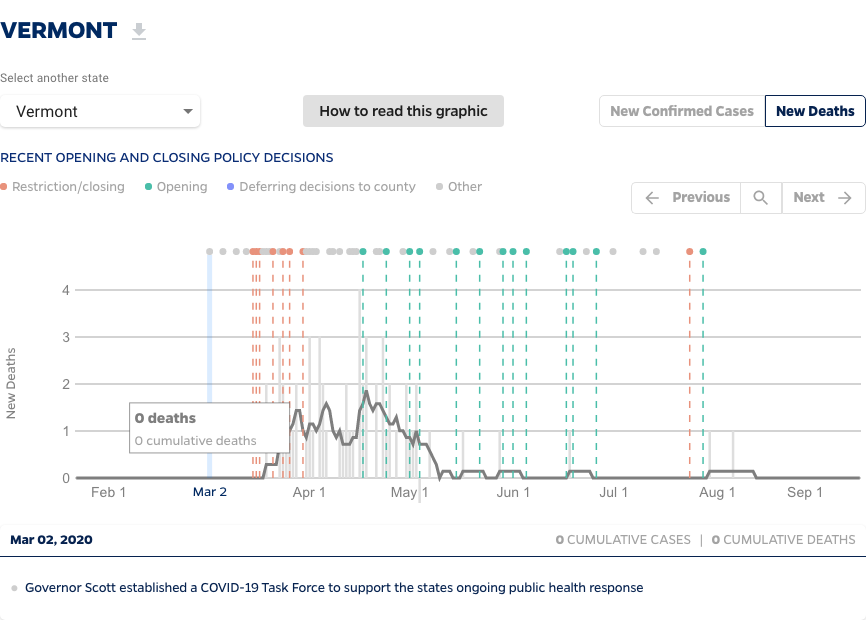 VERMONT
Select another state
Vermont
How to read this graphic
New Confirmed Cases
New Deaths
RECENT OPENING AND CLOSING POLICY DECISIONS
Restriction/closing
Opening
Deferring decisions to county
Other
Previous
Next
New Deaths
4
3
2
1
0
0 deaths
0 cumulative deaths
Feb 1
Mar 2
Apr 1
May 1
Jun 1
Jul 1
Aug 1
Sep 1
Mar 02, 2020
0 CUMULATIVE CASES | 0 CUMULATIVE DEATHS
Governor Scott established a COVID-19 Task Force to support the states ongoing public health response